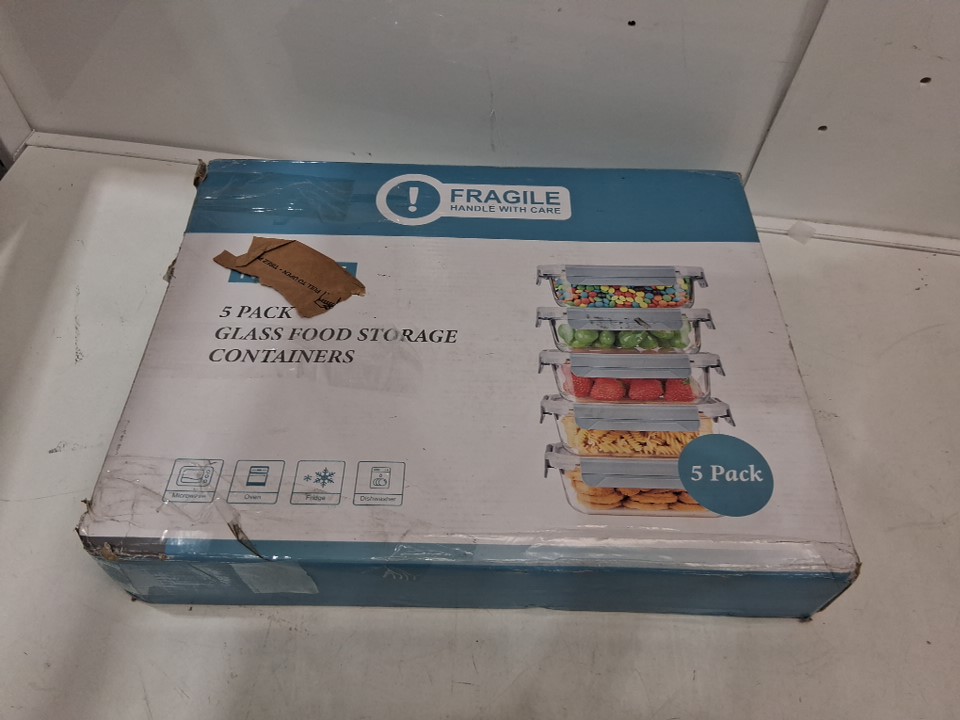 FRAGILE
HANDLE WITH CARE
5 PACK
GLASS FOOD STORAGE
CONTAINERS
Microwave
Oven
Fridge
Dishwasher
5 Pack